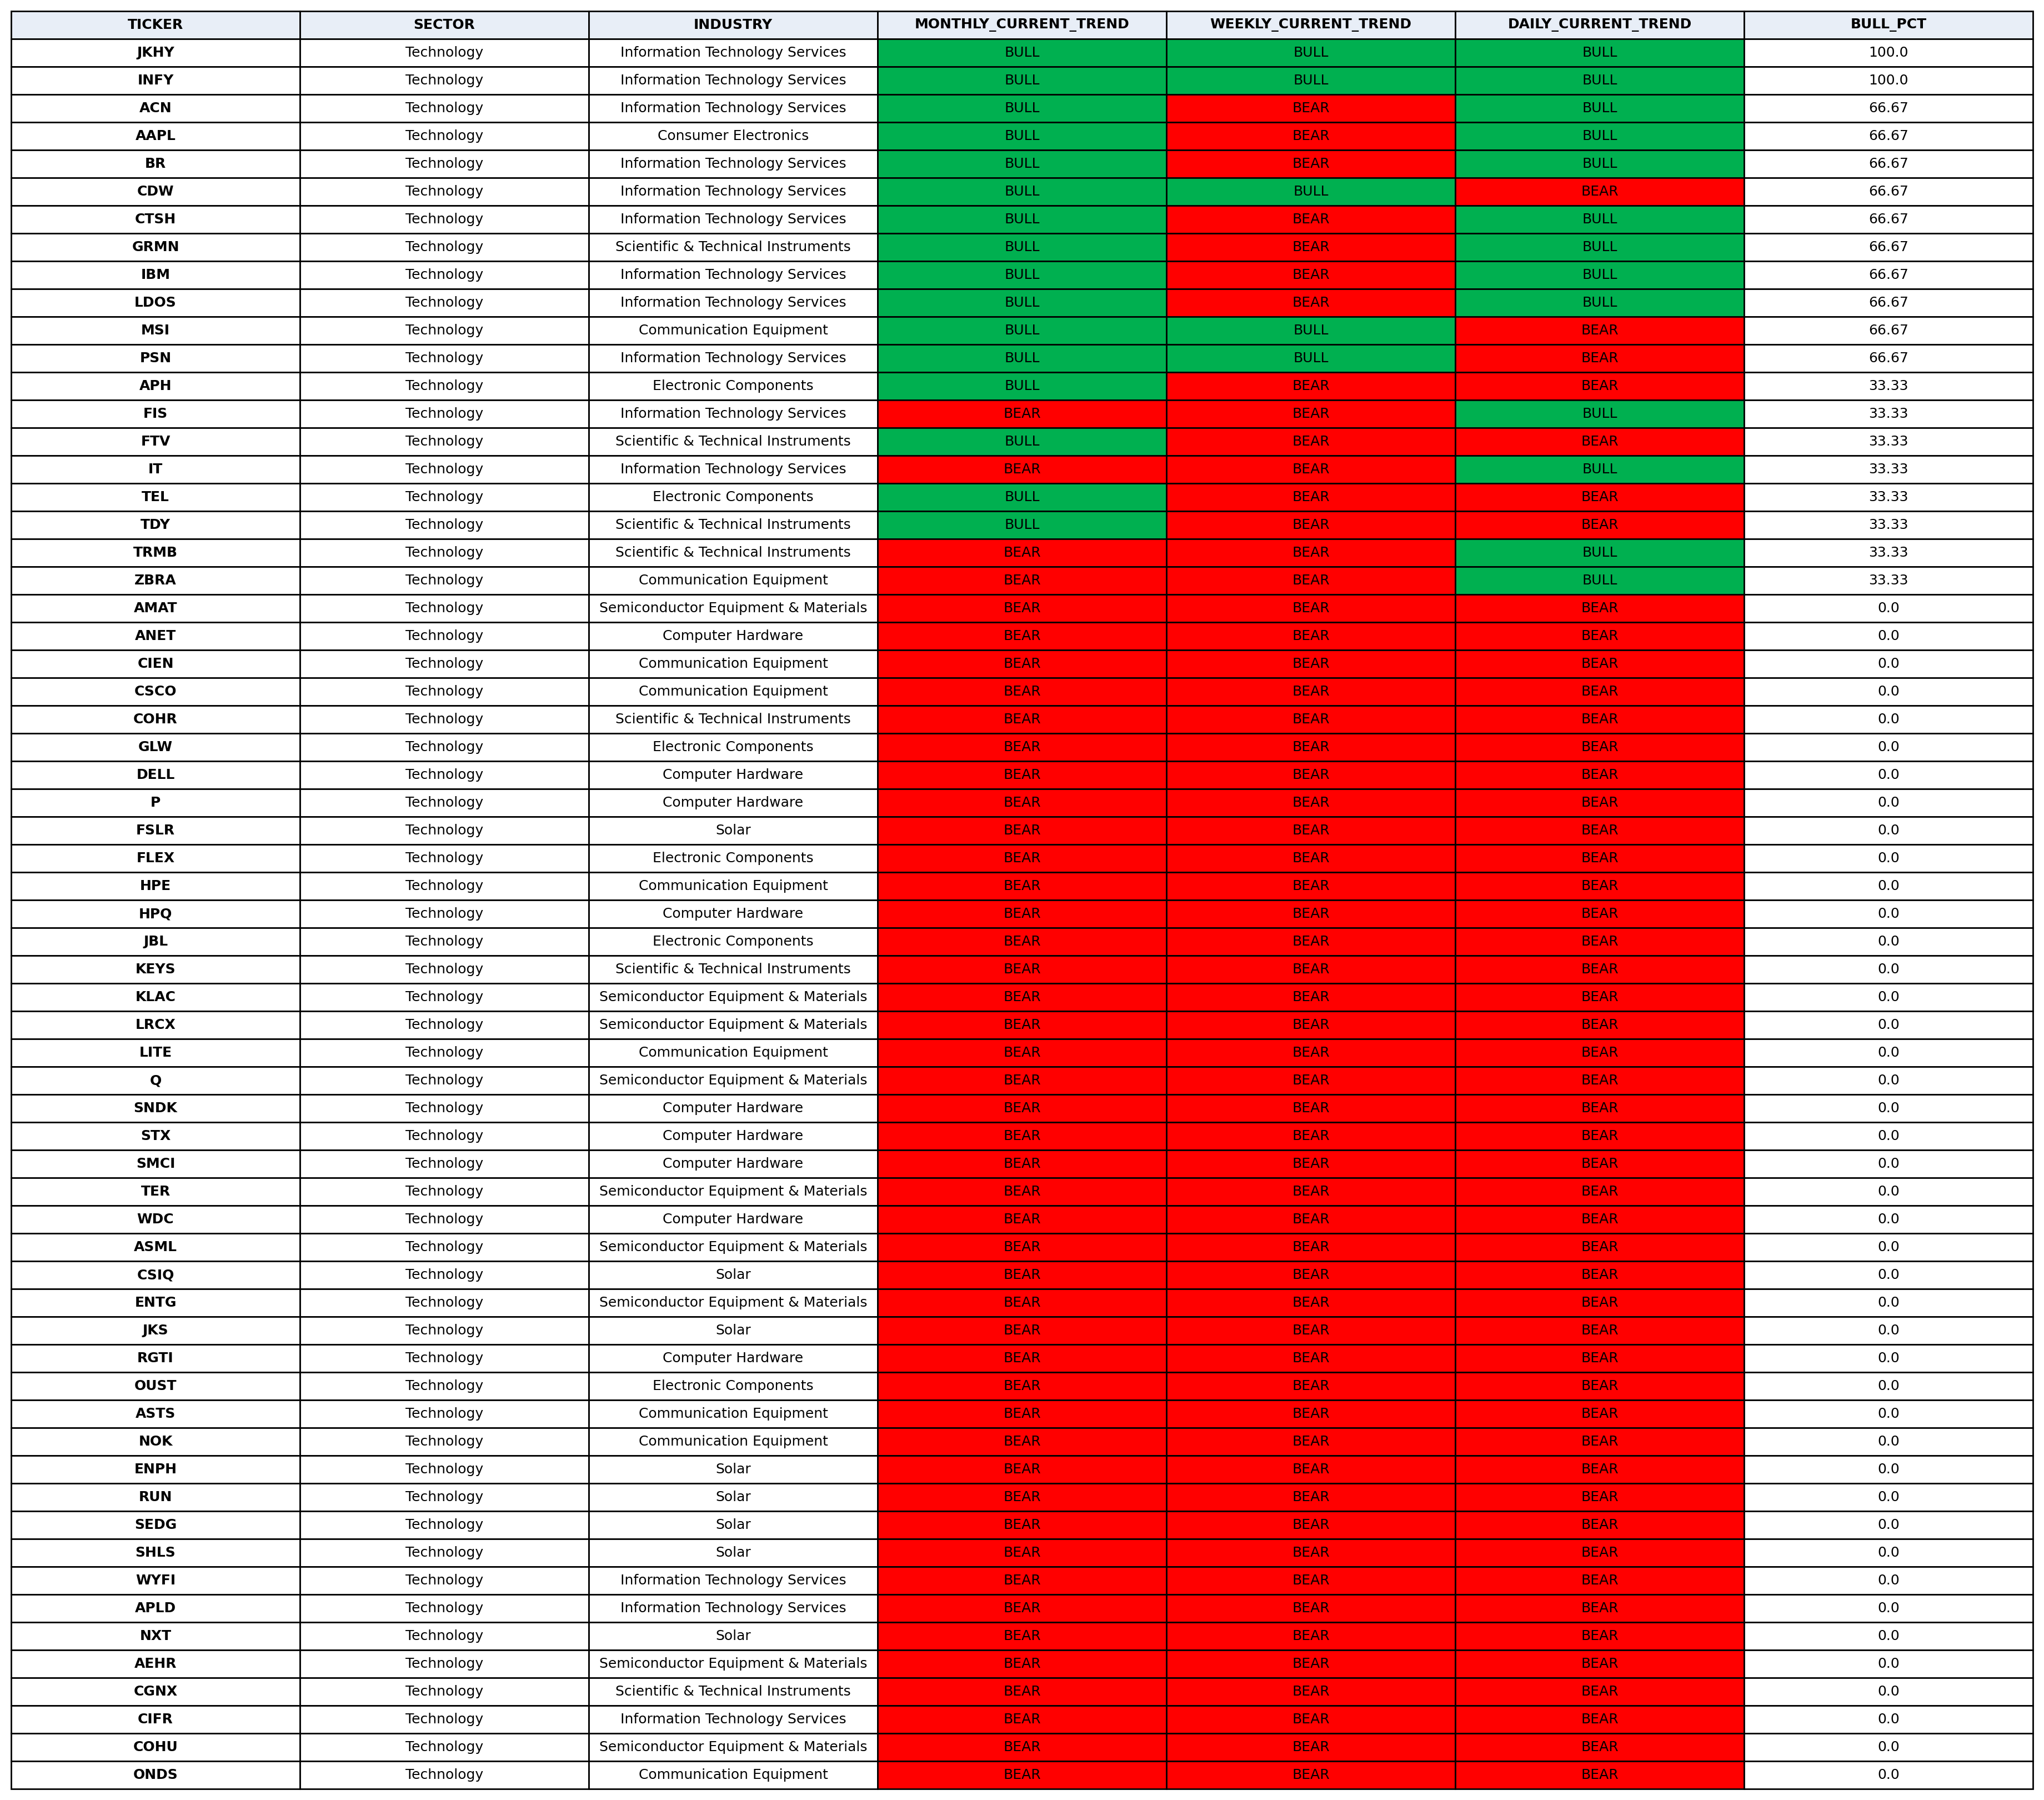 TICKER SECTOR INDUSTRY MONTHLY_CURRENT_TREND WEEKLY_CURRENT_TREND DAILY_CURRENT_TREND BULL_PCT
JKHY Technology Information Technology Services BULL BULL BULL 100.0
INFY Technology Information Technology Services BULL BULL BULL 100.0
ACN Technology Information Technology Services BULL BEAR BULL 66.67
AAPL Technology Consumer Electronics BULL BEAR BULL 66.67
BR Technology Information Technology Services BULL BEAR BULL 66.67
CDW Technology Information Technology Services BULL BULL BEAR 66.67
CTSH Technology Information Technology Services BULL BEAR BULL 66.67
GRMN Technology Scientific & Technical Instruments BULL BEAR BULL 66.67
IBM Technology Information Technology Services BULL BEAR BULL 66.67
LDOS Technology Information Technology Services BULL BEAR BULL 66.67
MSI Technology Communication Equipment BULL BULL BEAR 66.67
PSN Technology Information Technology Services BULL BULL BEAR 66.67
APH Technology Electronic Components BULL BEAR BEAR 33.33
FIS Technology Information Technology Services BEAR BEAR BULL 33.33
FTV Technology Scientific & Technical Instruments BULL BEAR BEAR 33.33
IT Technology Information Technology Services BEAR BEAR BULL 33.33
TEL Technology Electronic Components BULL BEAR BEAR 33.33
TDY Technology Scientific & Technical Instruments BULL BEAR BEAR 33.33
TRMB Technology Scientific & Technical Instruments BEAR BEAR BULL 33.33
ZBRA Technology Communication Equipment BEAR BEAR BULL 33.33
AMAT Technology Semiconductor Equipment & Materials BEAR BEAR BEAR 0.0
ANET Technology Computer Hardware BEAR BEAR BEAR 0.0
CIEN Technology Communication Equipment BEAR BEAR BEAR 0.0
CSCO Technology Communication Equipment BEAR BEAR BEAR 0.0
COHR Technology Scientific & Technical Instruments BEAR BEAR BEAR 0.0
GLW Technology Electronic Components BEAR BEAR BEAR 0.0
DELL Technology Computer Hardware BEAR BEAR BEAR 0.0
P Technology Computer Hardware BEAR BEAR BEAR 0.0
FSLR Technology Solar BEAR BEAR BEAR 0.0
FLEX Technology Electronic Components BEAR BEAR BEAR 0.0
HPE Technology Communication Equipment BEAR BEAR BEAR 0.0
HPQ Technology Computer Hardware BEAR BEAR BEAR 0.0
JBL Technology Electronic Components BEAR BEAR BEAR 0.0
KEYS Technology Scientific & Technical Instruments BEAR BEAR BEAR 0.0
KLAC Technology Semiconductor Equipment & Materials BEAR BEAR BEAR 0.0
LRCX Technology Semiconductor Equipment & Materials BEAR BEAR BEAR 0.0
LITE Technology Communication Equipment BEAR BEAR BEAR 0.0
Q Technology Semiconductor Equipment & Materials BEAR BEAR BEAR 0.0
SNDK Technology Computer Hardware BEAR BEAR BEAR 0.0
STX Technology Computer Hardware BEAR BEAR BEAR 0.0
SMCI Technology Computer Hardware BEAR BEAR BEAR 0.0
TER Technology Semiconductor Equipment & Materials BEAR BEAR BEAR 0.0
WDC Technology Computer Hardware BEAR BEAR BEAR 0.0
ASML Technology Semiconductor Equipment & Materials BEAR BEAR BEAR 0.0
CSIQ Technology Solar BEAR BEAR BEAR 0.0
ENTG Technology Semiconductor Equipment & Materials BEAR BEAR BEAR 0.0
JKS Technology Solar BEAR BEAR BEAR 0.0
RGTI Technology Computer Hardware BEAR BEAR BEAR 0.0
OUST Technology Electronic Components BEAR BEAR BEAR 0.0
ASTS Technology Communication Equipment BEAR BEAR BEAR 0.0
NOK Technology Communication Equipment BEAR BEAR BEAR 0.0
ENPH Technology Solar BEAR BEAR BEAR 0.0
RUN Technology Solar BEAR BEAR BEAR 0.0
SEDG Technology Solar BEAR BEAR BEAR 0.0
SHLS Technology Solar BEAR BEAR BEAR 0.0
WYFI Technology Information Technology Services BEAR BEAR BEAR 0.0
APLD Technology Information Technology Services BEAR BEAR BEAR 0.0
NXT Technology Solar BEAR BEAR BEAR 0.0
AEHR Technology Semiconductor Equipment & Materials BEAR BEAR BEAR 0.0
CGNX Technology Scientific & Technical Instruments BEAR BEAR BEAR 0.0
CIFR Technology Information Technology Services BEAR BEAR BEAR 0.0
COHU Technology Semiconductor Equipment & Materials BEAR BEAR BEAR 0.0
ONDS Technology Communication Equipment BEAR BEAR BEAR 0.0